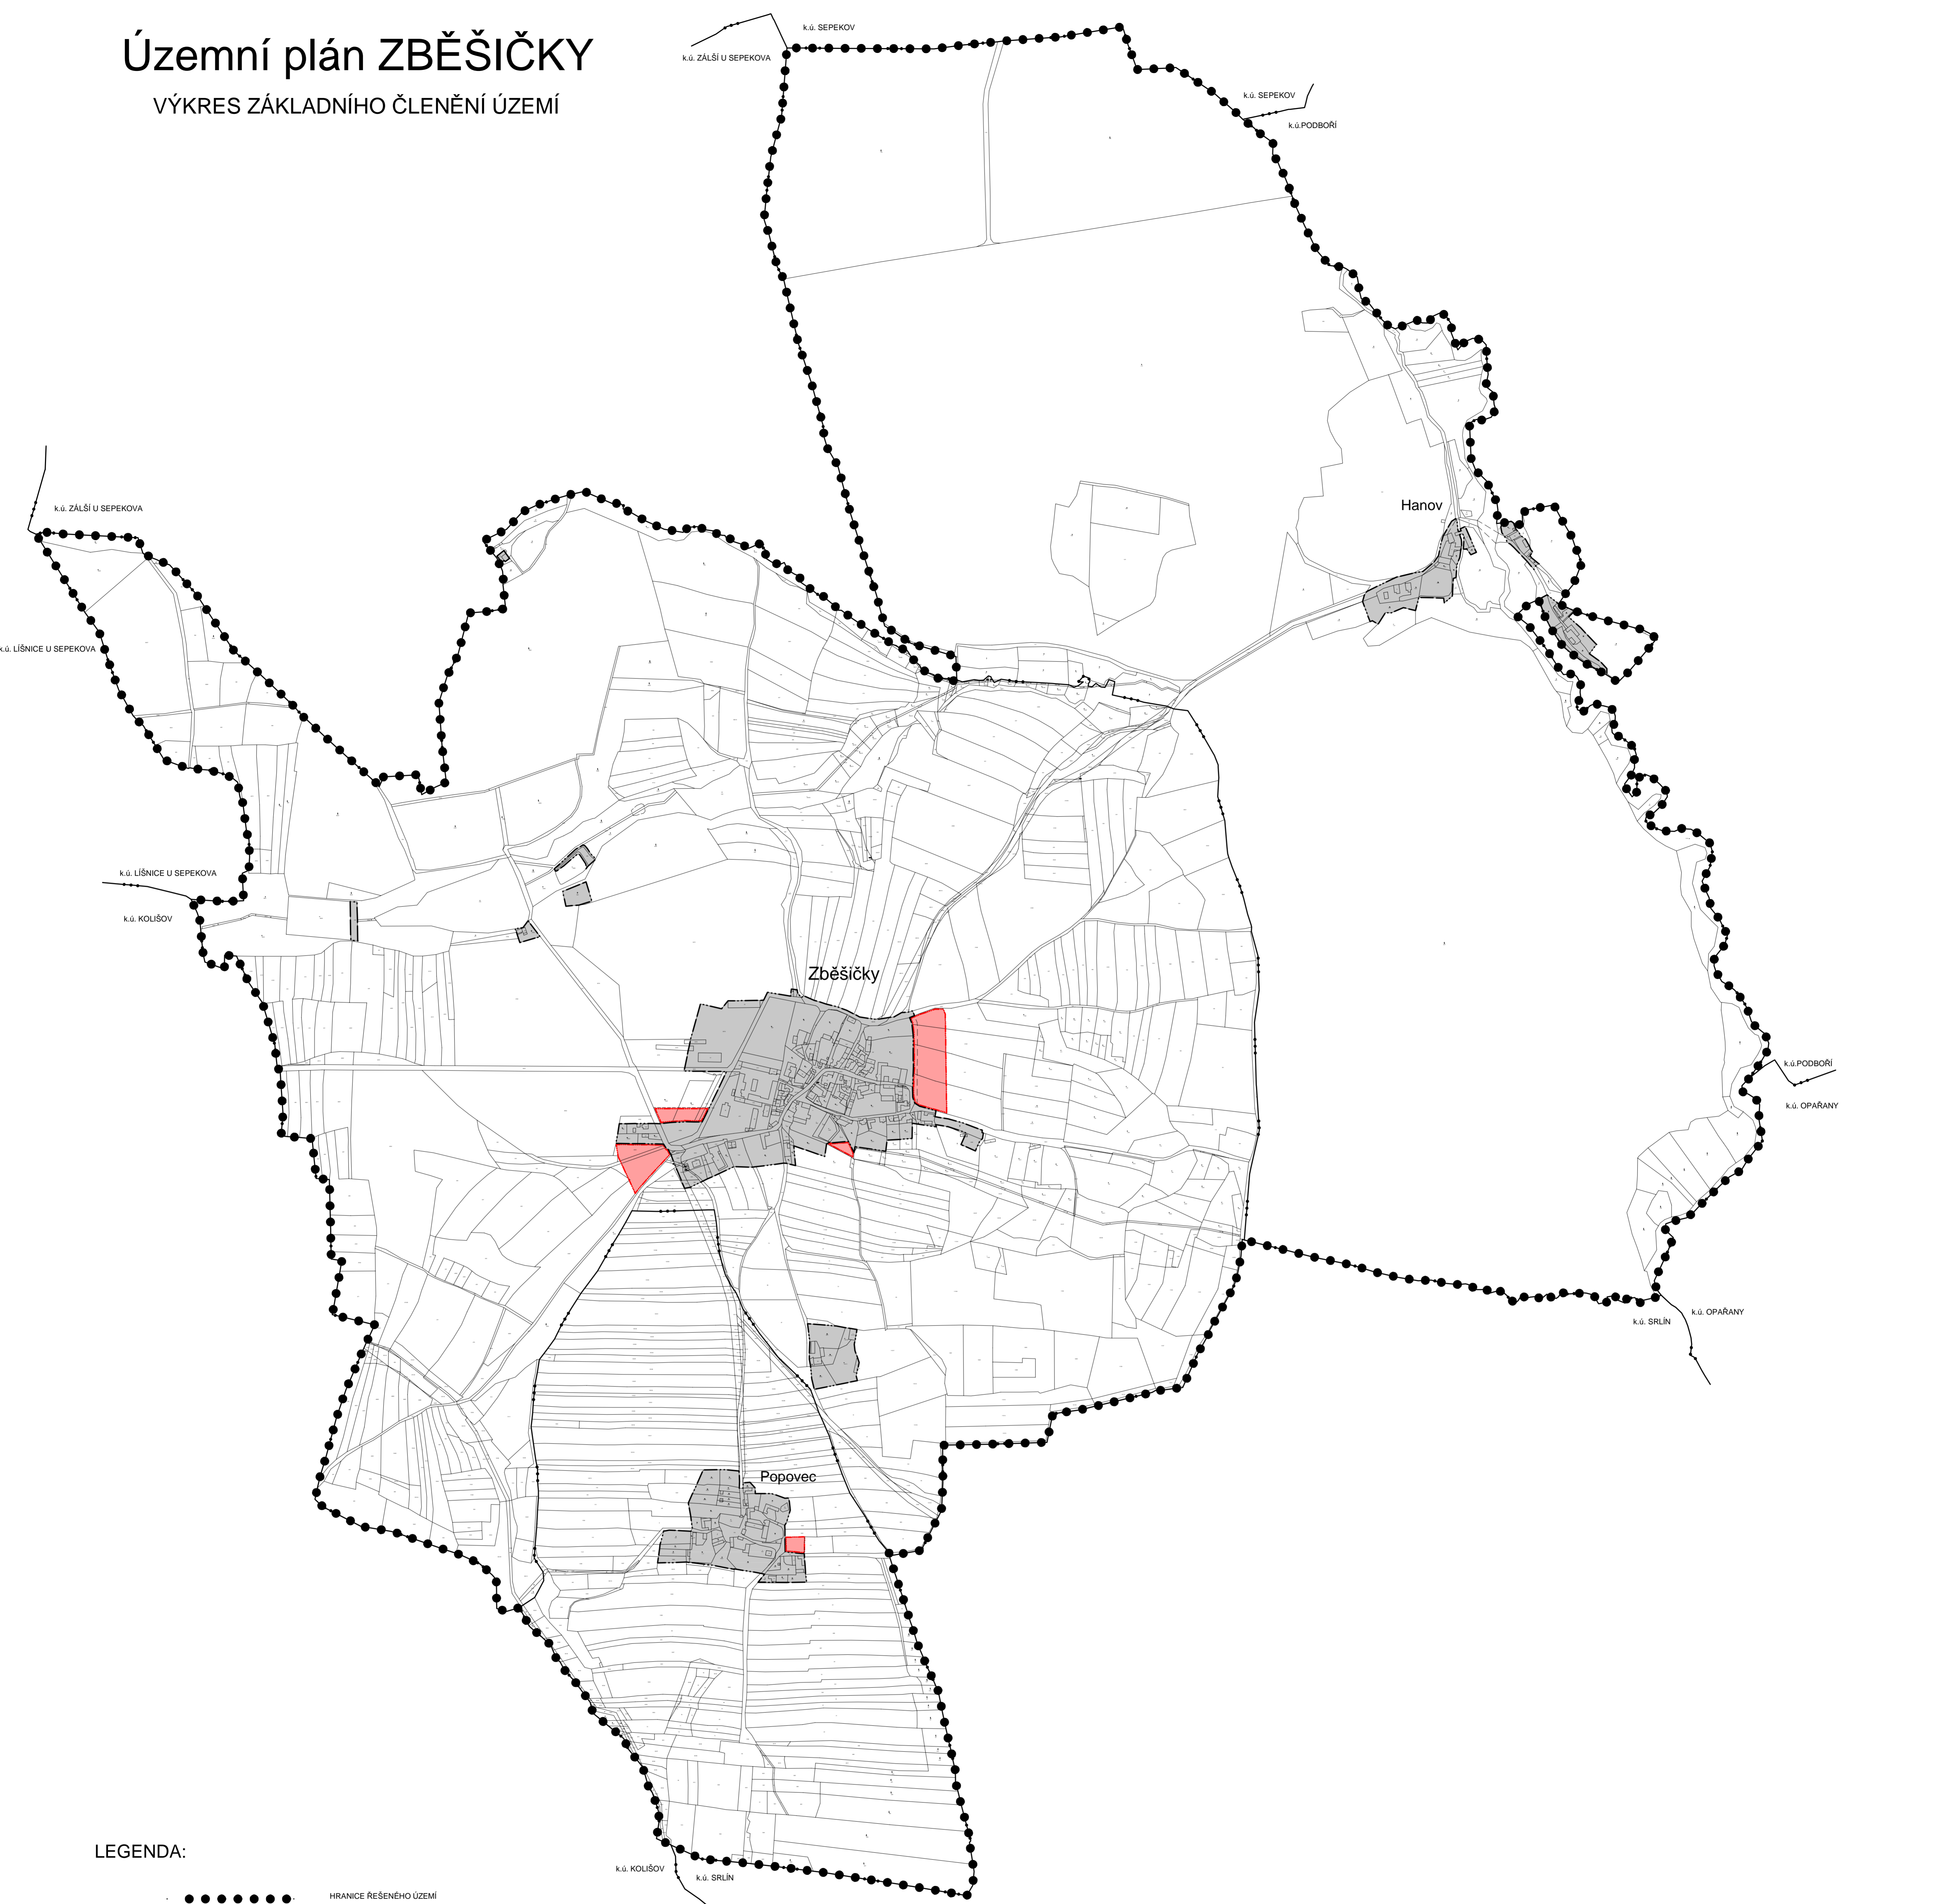 Územní plán ZBĚŠIČKY
VÝKRES ZÁKLADNÍHO ČLENĚNÍ ÚZEMÍ
k.ú. SEPEKOV
k.ú. ZÁLŠÍ U SEPEKOVA
k.ú. SEPEKOV
k.ú.PODBOŘÍ
Hanov
k.ú. ZÁLŠÍ U SEPEKOVA
k.ú. LÍŠNICE U SEPEKOVA
k.ú. LÍŠNICE U SEPEKOVA
k.ú. KOLIŠOV
Zběšičky
k.ú.PODBOŘÍ
k.ú. OPAŘANY
k.ú. OPAŘANY
k.ú. SRLÍN
Popovec
LEGENDA:
k.ú. KOLIŠOV
k.ú. SRLÍN
HRANICE ŘEŠENÉHO ÚZEMÍ